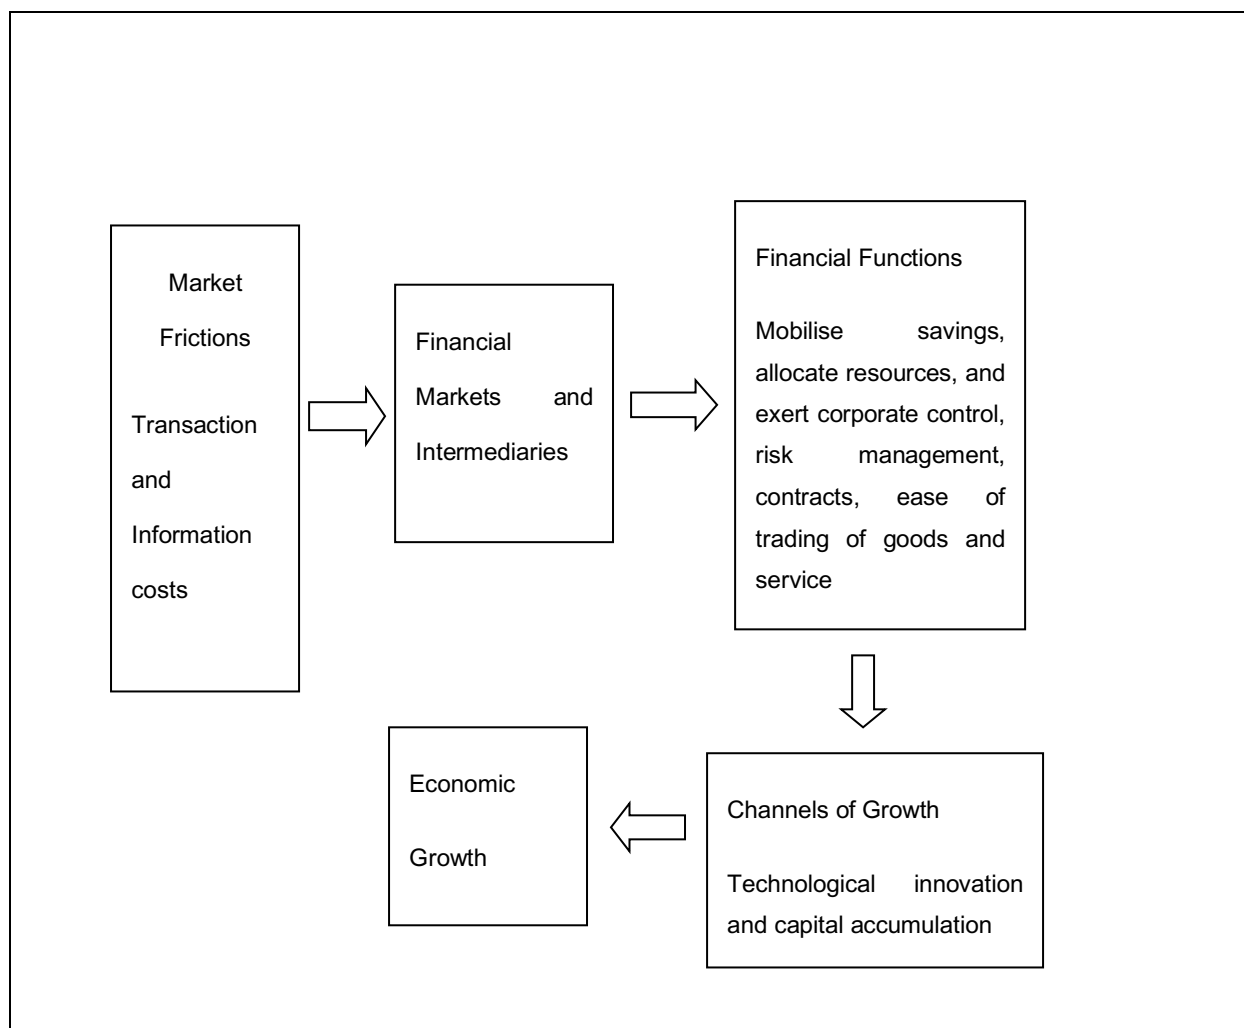 Market
Frictions
Transaction
and
Information
costs
Financial
Markets and
Intermediaries
Financial Functions
Mobilise savings,
allocate resources, and
exert corporate control,
risk management,
contracts, ease of
trading of goods and
service
Channels of Growth
Technological innovation
and capital accumulation
Economic
Growth